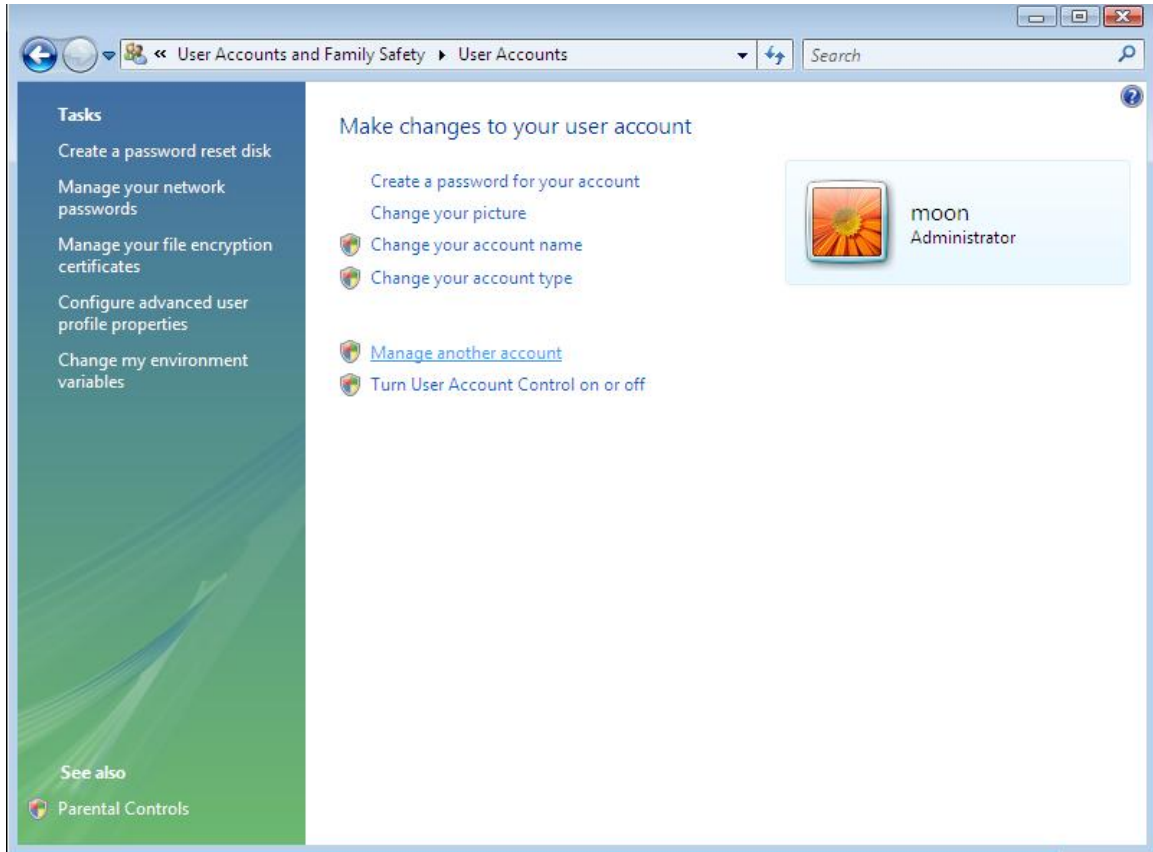 « User Accounts and Family Safety ▸ User Accounts
Search
Tasks
Create a password reset disk
Manage your network
passwords
Manage your file encryption
certificates
Configure advanced user
profile properties
Change my environment
variables
See also
Parental Controls
Make changes to your user account
Create a password for your account
Change your picture
Change your account name
Change your account type
Manage another account
Turn User Account Control on or off
moon
Administrator